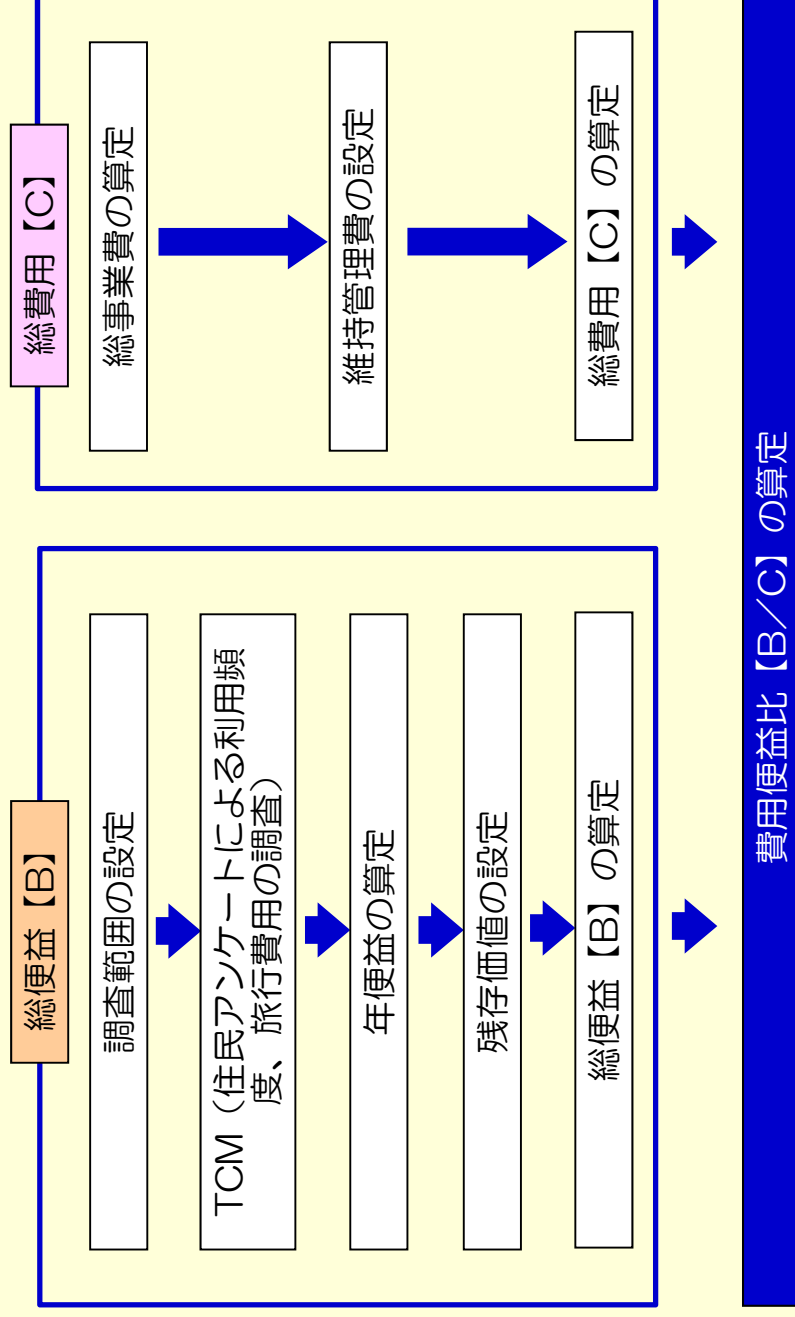 総便益【B】
調査範囲の設定
TCM（住民アンケートによる利用頻
度、旅行費用の調査）
年便益の算定
残存価値の設定
総便益【B】の算定
総費用【C】
総事業費の算定
維持管理費の設定
総費用【C】の算定
費用便益比【B／C】の算定